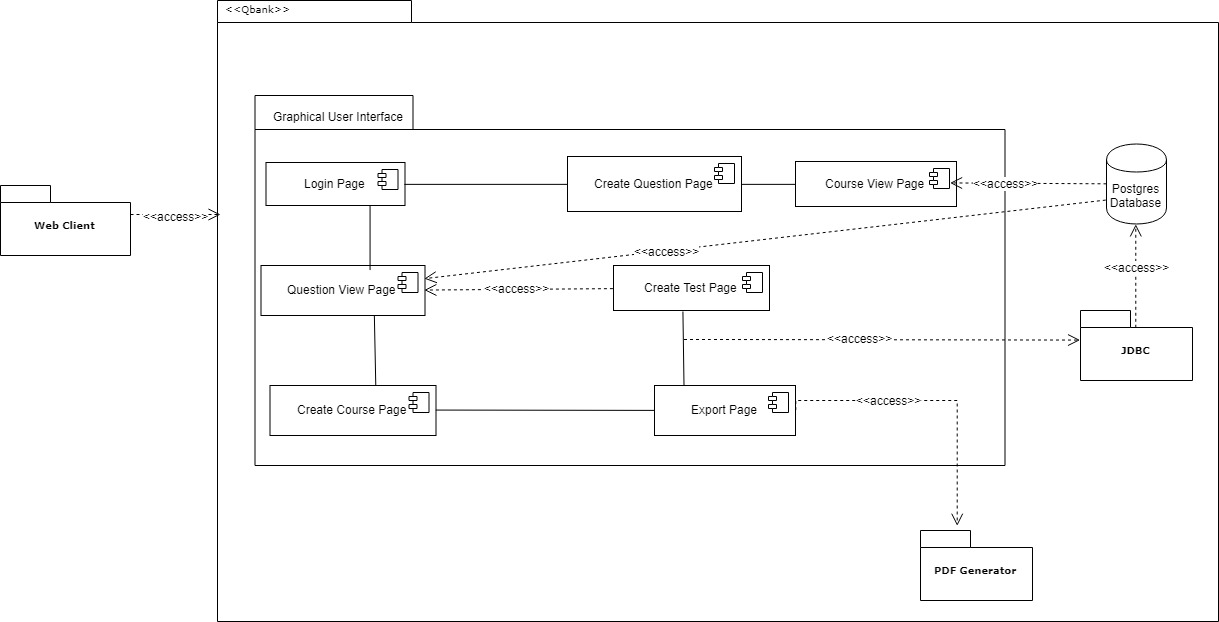 <<Qbank>>
Graphical User Interface
Login Page
Create Question Page
Course View Page
<<access>>
Postgres
Database
Web Client
<<access>>
<<access>>
<<access>>
Question View Page
<<access>>
Create Test Page
<<access>>
JDBC
Create Course Page
Export Page
<<access>>
PDF Generator